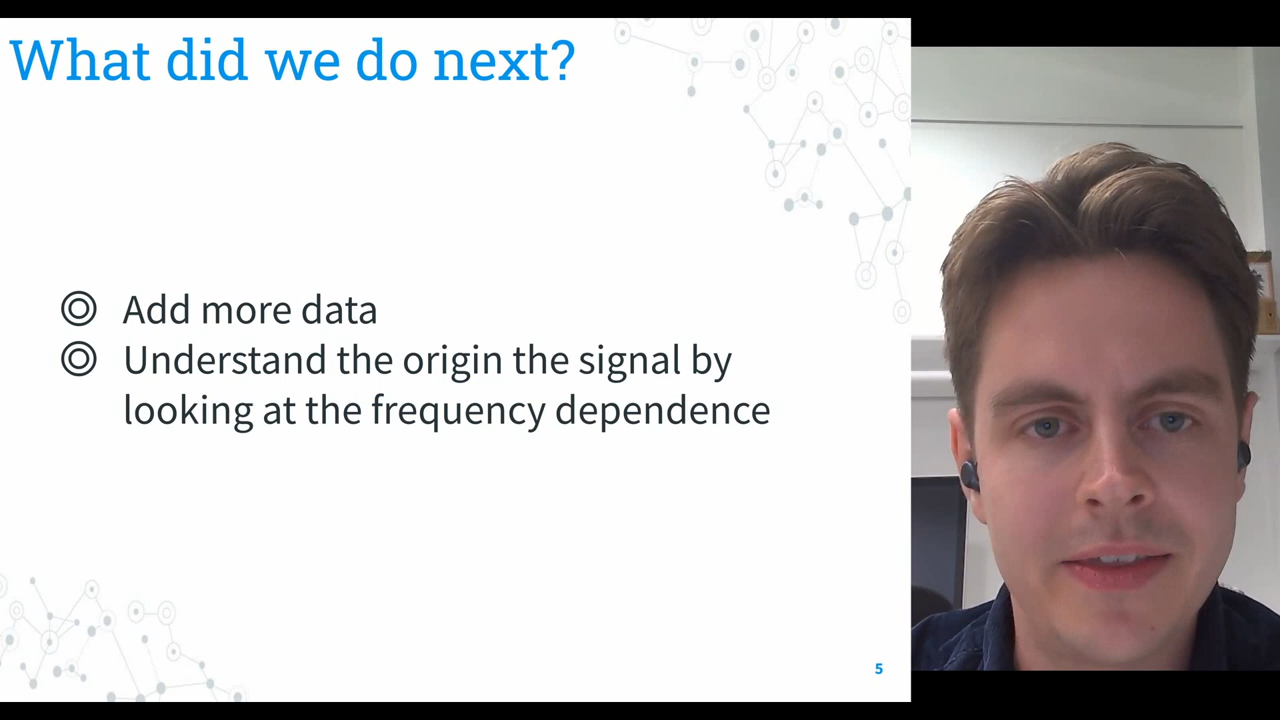 What did we do next?
Add more data
Understand the origin the signal by
looking at the frequency dependence
5